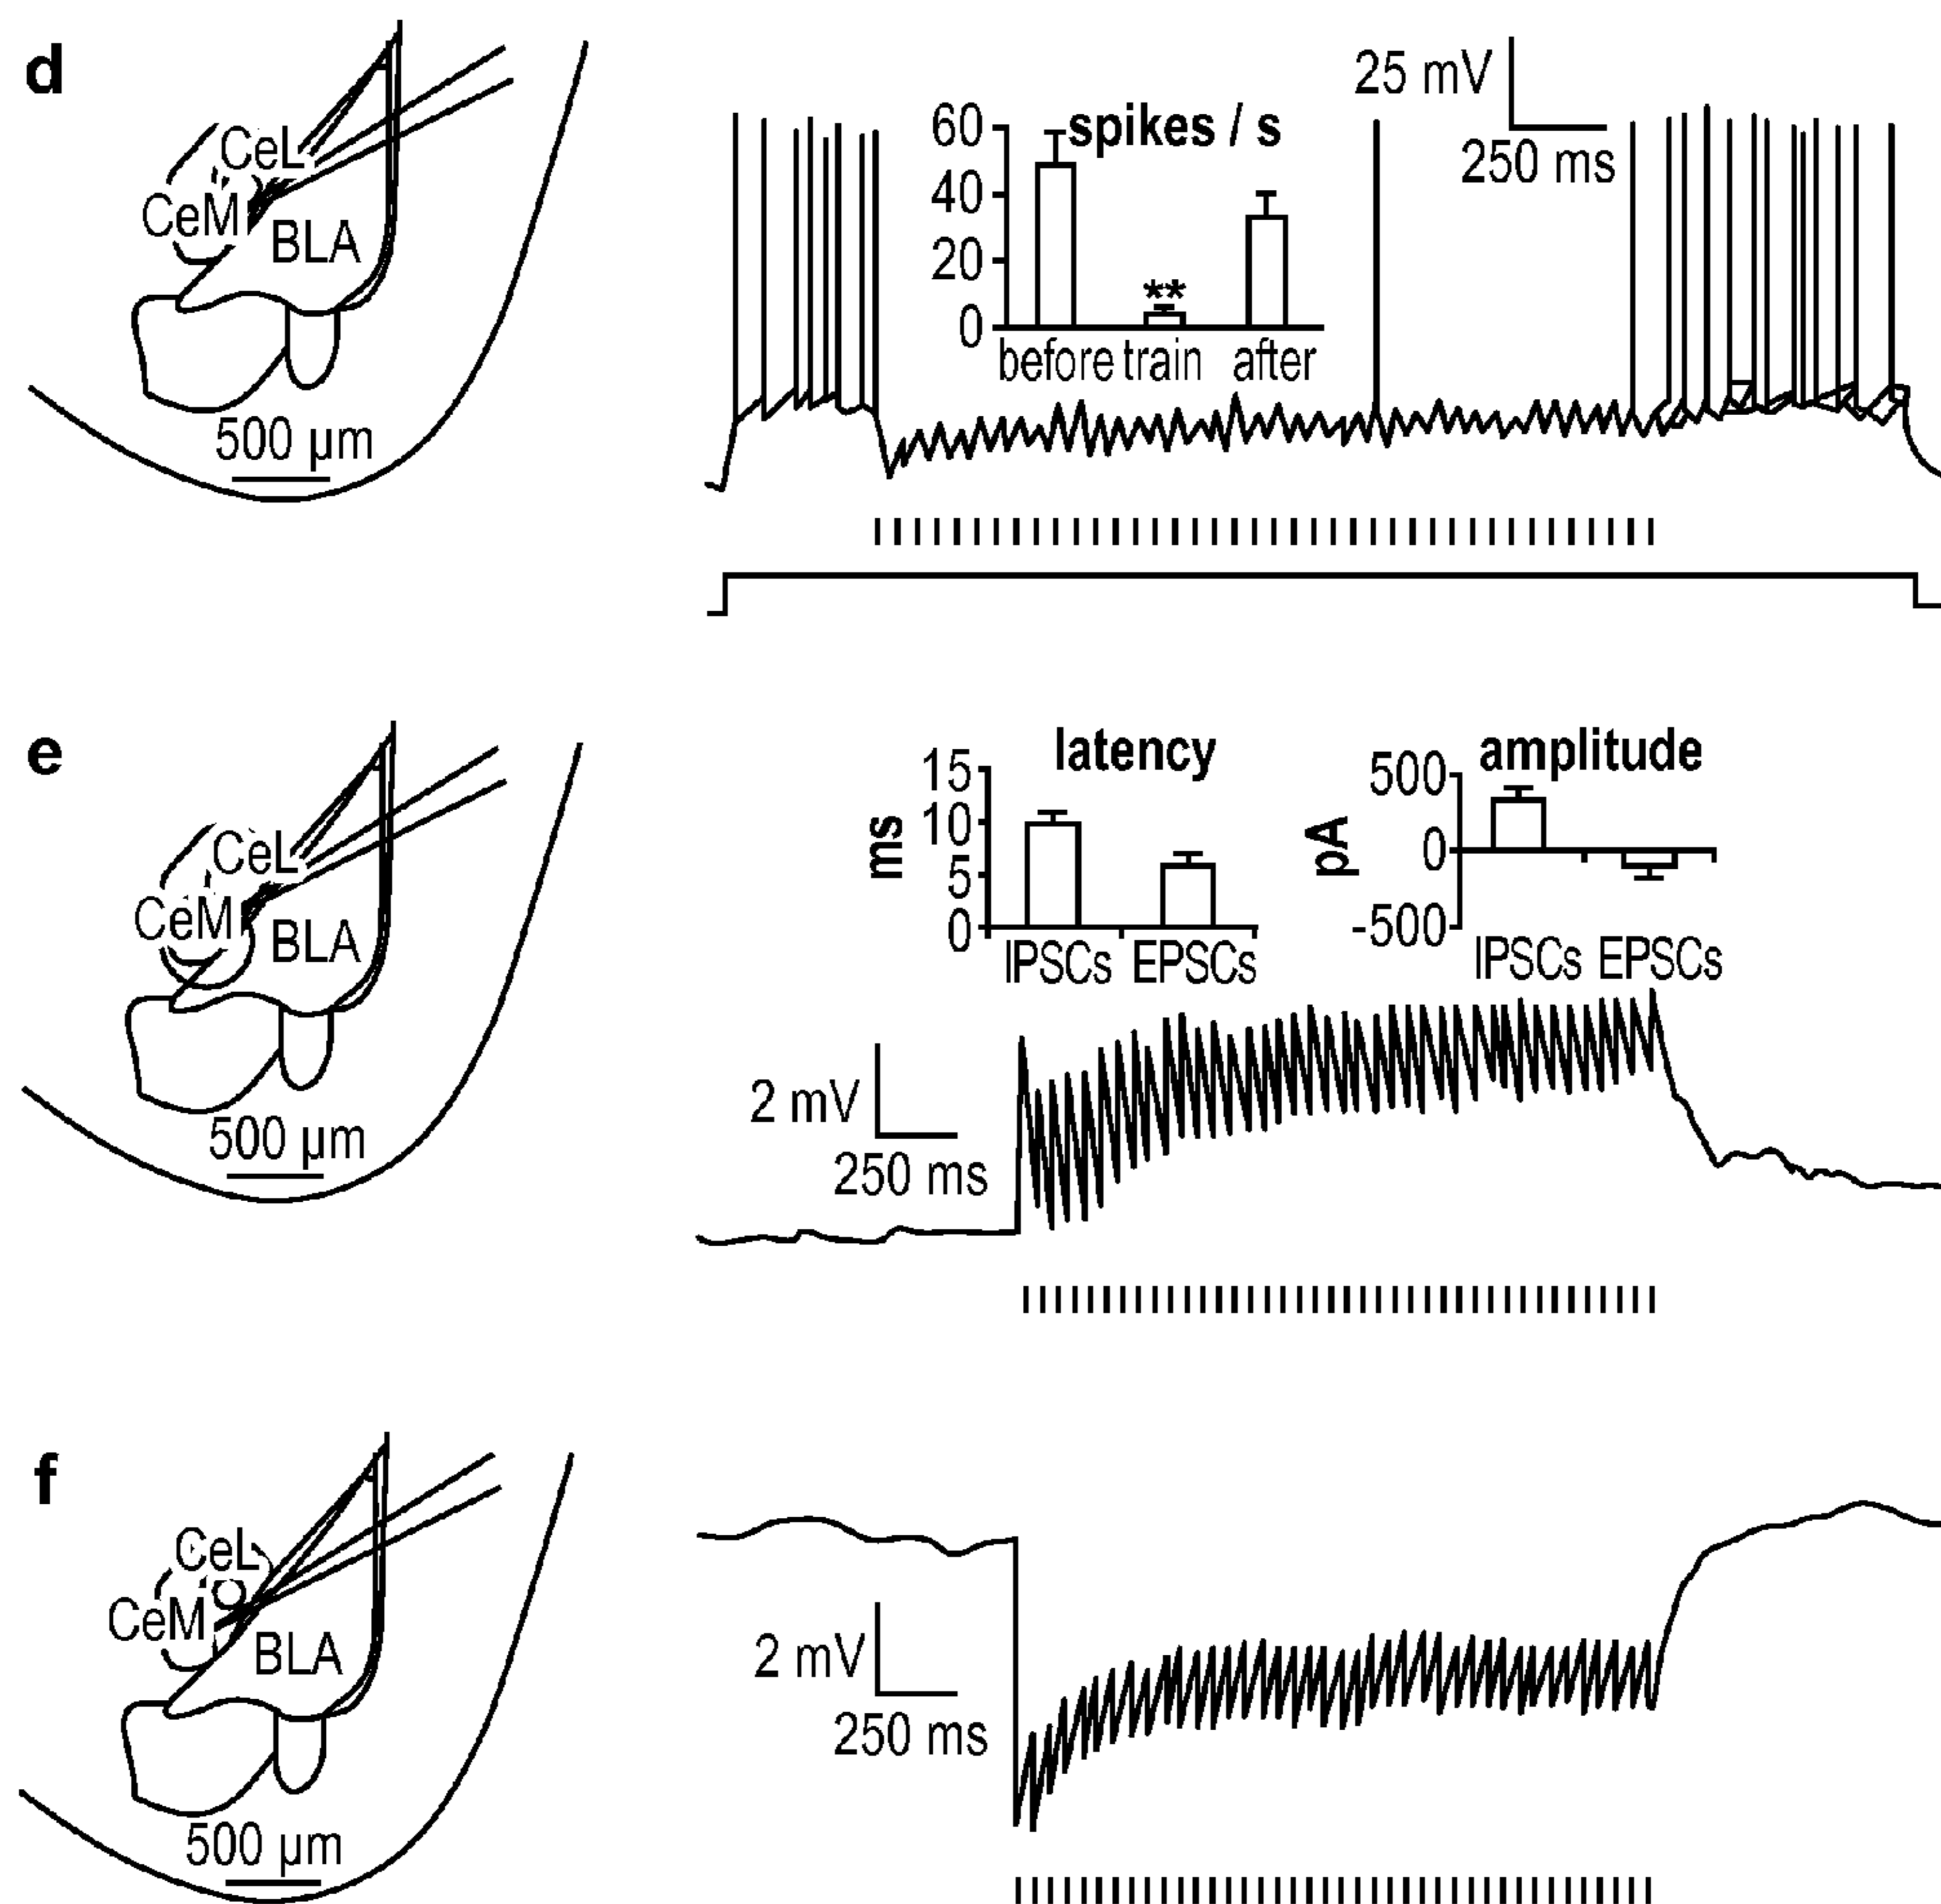 d
CeL
CeM
BLA
500 µm
60
40
20
0
spikes / s
**
before train after
25 mV
250 ms
e
CeL
CeM
BLA
500 µm
latency
ms
15
10
5
0
IPSCs EPSCs
amplitude
pA
500
0
-500
IPSCs EPSCs
2 mV
250 ms
f
CeL
CeM
BLA
500 µm
2 mV
250 ms